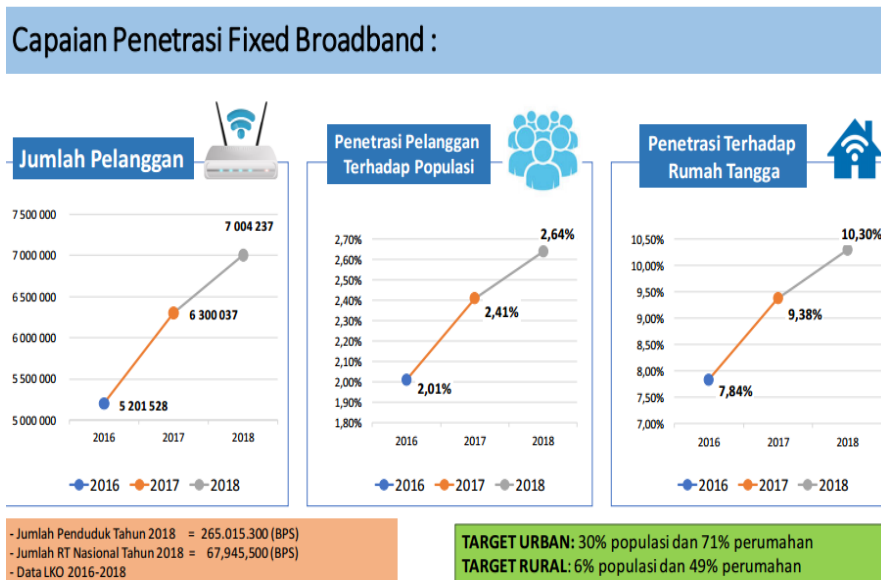 Capaian Penetrasi Fixed Broadband :
Jumlah Pelanggan
7 500 000
7 000 000
6 500 000
6 000 000
5 500 000
5 000 000
7 004 237
6 300 037
5 201 528
2016
2017
2018
2016 2017 2018
Penetrasi Pelanggan
Terhadap Populasi
2,70%
2,60%
2,50%
2,40%
2,30%
2,20%
2,10%
2,00%
1,90%
1,80%
2,64%
2,41%
2,01%
2016
2017
2018
2016 2017 2018
Penetrasi Terhadap
Rumah Tangga
10,50%
10,00%
9,50%
9,00%
8,50%
8,00%
7,50%
7,00%
10,30%
9,38%
7,84%
2016
2017
2018
2016 2017 2018
- Jumlah Penduduk Tahun 2018 = 265.015.300 (BPS)
- Jumlah RT Nasional Tahun 2018 = 67,945,500 (BPS)
- Data LKO 2016-2018
TARGET URBAN: 30% populasi dan 71% perumahan
TARGET RURAL: 6% populasi dan 49% perumahan